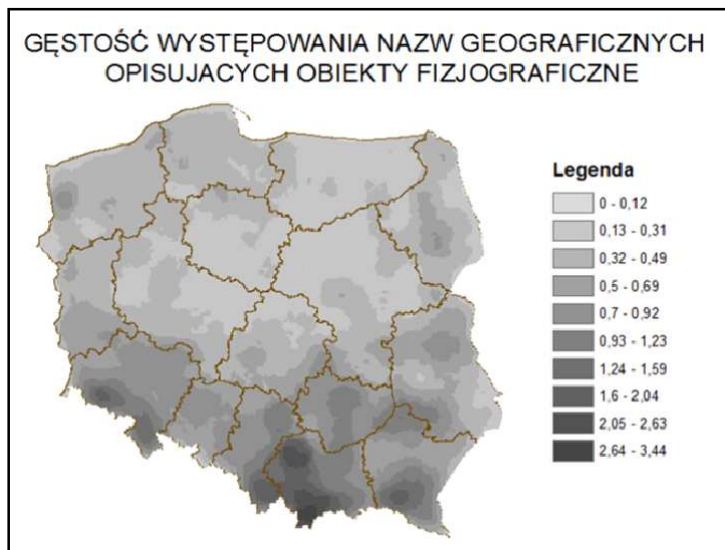 GĘSTOŚĆ WYSTĘPOWANIA NAZW GEOGRAFICZNYCH
OPISUJACYCH OBIEKTY FIZJOGRAFICZNE
Legenda
0 - 0,12
0,13 - 0,31
0,32 - 0,49
0,5 - 0,69
0,7 - 0,92
0,93 - 1,23
1,24 - 1,59
1,6 - 2,04
2,05 - 2,63
2,64 - 3,44